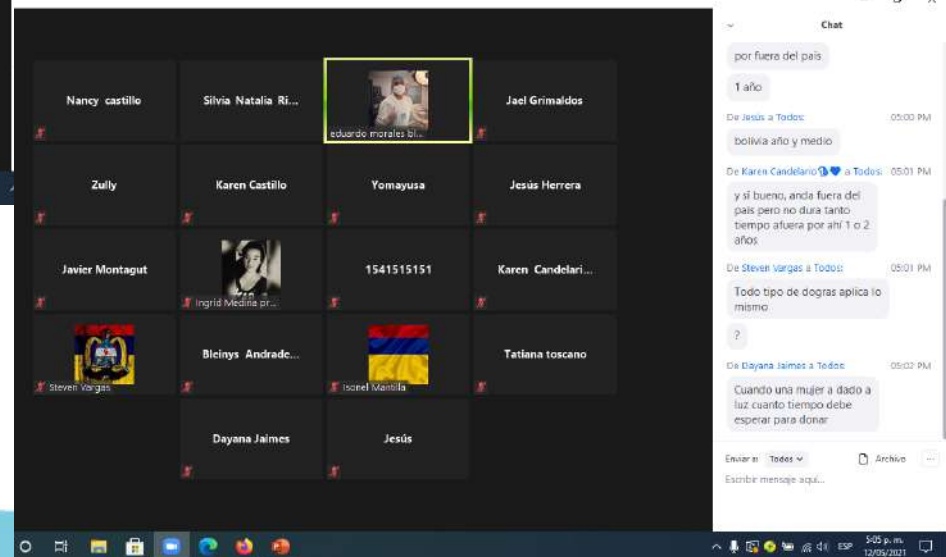 Nancy castillo
Silvia Natalia Ri...
eduardo morales bl...
Jael Grimaldos
Zully
Karen Castillo
Yomayusa
Jesús Herrera
Javier Montagut
Ingrid Medina pr...
1541515151
Karen Candelari...
Steven Vargas
Bleinys Andrade...
Isonel Mantilla
Tatiana toscano
Dayana Jaimes
Jesús
Chat
por fuera del país
1 año
De Jesús a Todos: 05:00 PM
bolivia año y medio
De Karen Candelario a Todos: 05:01 PM
y sí bueno, anda fuera del
pais pero no dura tanto
tiempo afuera por ahí 1 o 2
años
De Steven Vargas a Todos: 05:01 PM
Todo tipo de dogras aplica lo
mismo
?
De Dayana Jaimes a Todos: 05:02 PM
Cuando una mujer a dado a
luz cuanto tiempo debe
esperar para donar
Enviar a: Todos
Archivo
Escribir mensaje aquí...
ESP
5:05 p. m.
12/05/2021